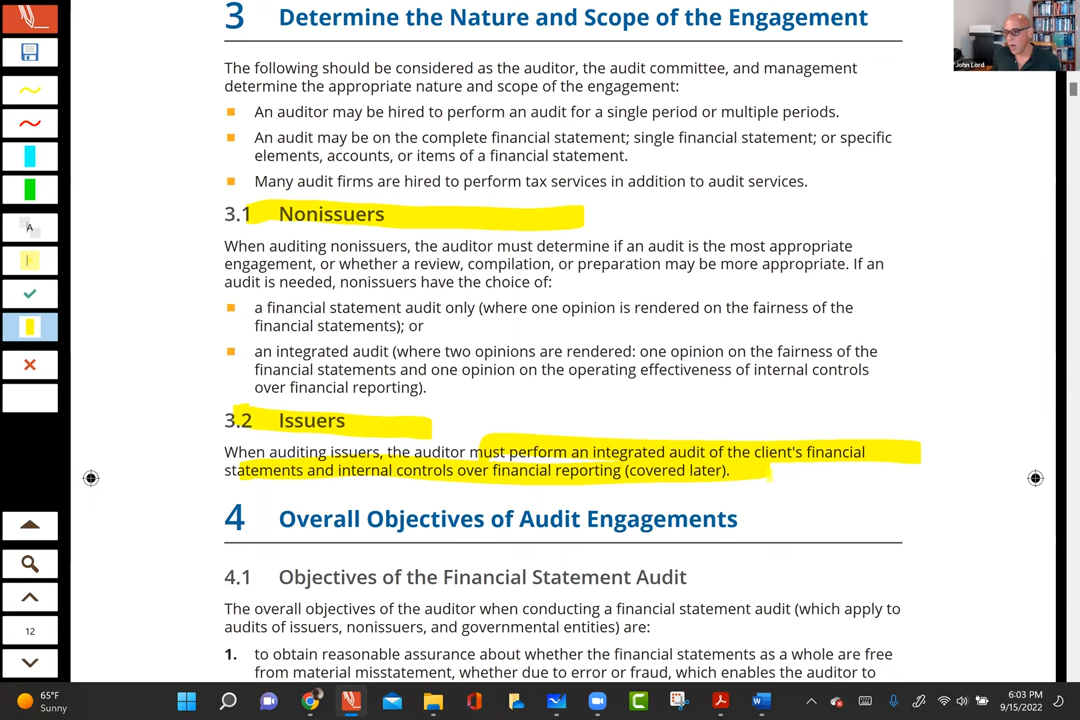 3 Determine the Nature and Scope of the Engagement
John Lord
The following should be considered as the auditor, the audit committee, and management
determine the appropriate nature and scope of the engagement:
An auditor may be hired to perform an audit for a single period or multiple periods.
An audit may be on the complete financial statement; single financial statement; or specific
elements, accounts, or items of a financial statement.
Many audit firms are hired to perform tax services in addition to audit services.
3.1 Nonissuers
When auditing nonissuers, the auditor must determine if an audit is the most appropriate
engagement, or whether a review, compilation, or preparation may be more appropriate. If an
audit is needed, nonissuers have the choice of:
a financial statement audit only (where one opinion is rendered on the fairness of the
financial statements); or
an integrated audit (where two opinions are rendered: one opinion on the fairness of the
financial statements and one opinion on the operating effectiveness of internal controls
over financial reporting).
3.2 Issuers
When auditing issuers, the auditor must perform an integrated audit of the client's financial
statements and internal controls over financial reporting (covered later).
4 Overall Objectives of Audit Engagements
4.1 Objectives of the Financial Statement Audit
The overall objectives of the auditor when conducting a financial statement audit (which apply to
audits of issuers, nonissuers, and governmental entities) are:
1. to obtain reasonable assurance about whether the financial statements as a whole are free
from material misstatement, whether due to error or fraud, which enables the auditor to
A
12
65°F
Sunny
6:03 PM
9/15/2022